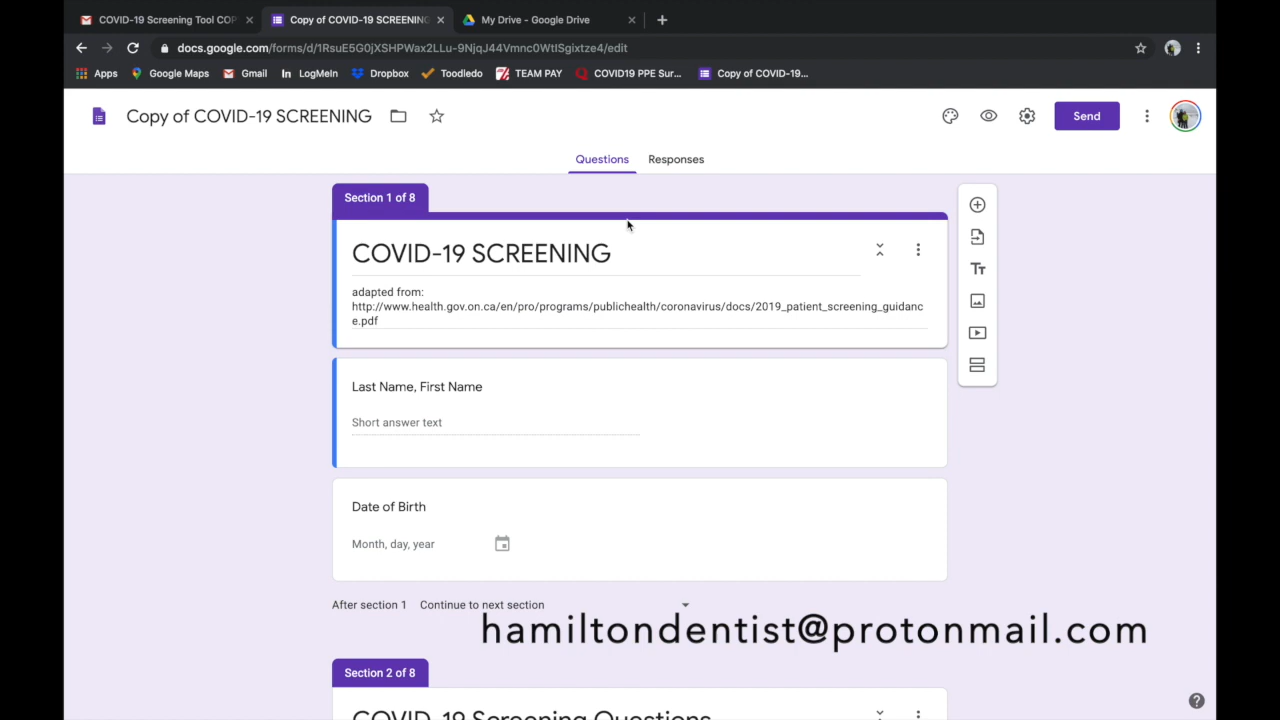 COVID-19 Screening Tool COP
Copy of COVID-19 SCREENING
My Drive - Google Drive
docs.google.com/forms/d/1RsuE5G0jXSHPWax2LLu-9NjqJ44Vmnc0WtISgixtze4/edit
Apps Google Maps Gmail LogMeIn Dropbox Toodledo TEAM PAY COVID19 PPE Sur... Copy of COVID-19...
Copy of COVID-19 SCREENING
Send
Questions Responses
Section 1 of 8
COVID-19 SCREENING
adapted from:
http://www.health.gov.on.ca/en/pro/programs/publichealth/coronavirus/docs/2019_patient_screening_guidanc
e.pdf
Tт
Last Name, First Name
Short answer text
Date of Birth
Month, day, year
After section 1 Continue to next section
hamiltondentist@protonmail.com
Section 2 of 8
COVID-19 Screening Questions